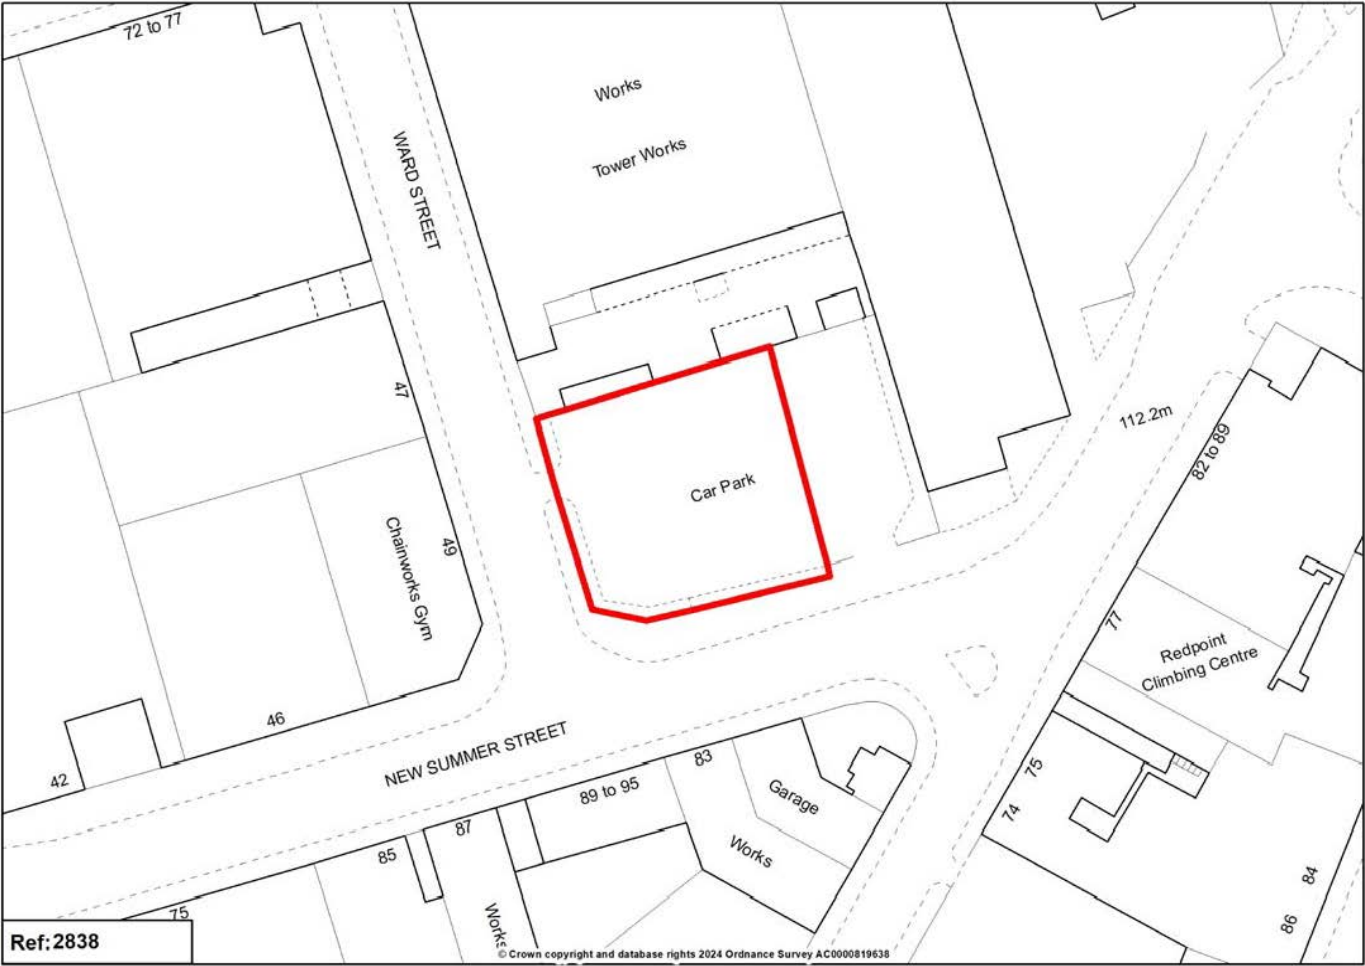 72 to 77
Works
Tower Works
WARD STREET
47
112.2m
82 to 89
Car Park
49
Chainworks Gym
77
Redpoint
Climbing Centre
46
42
NEW SUMMER STREET
83
89 to 95
Garage
75
74
87
85
Works
84
75
86
Works
Ref:2838
© Crown copyright and database rights 2024 Ordnance Survey AC0000819638